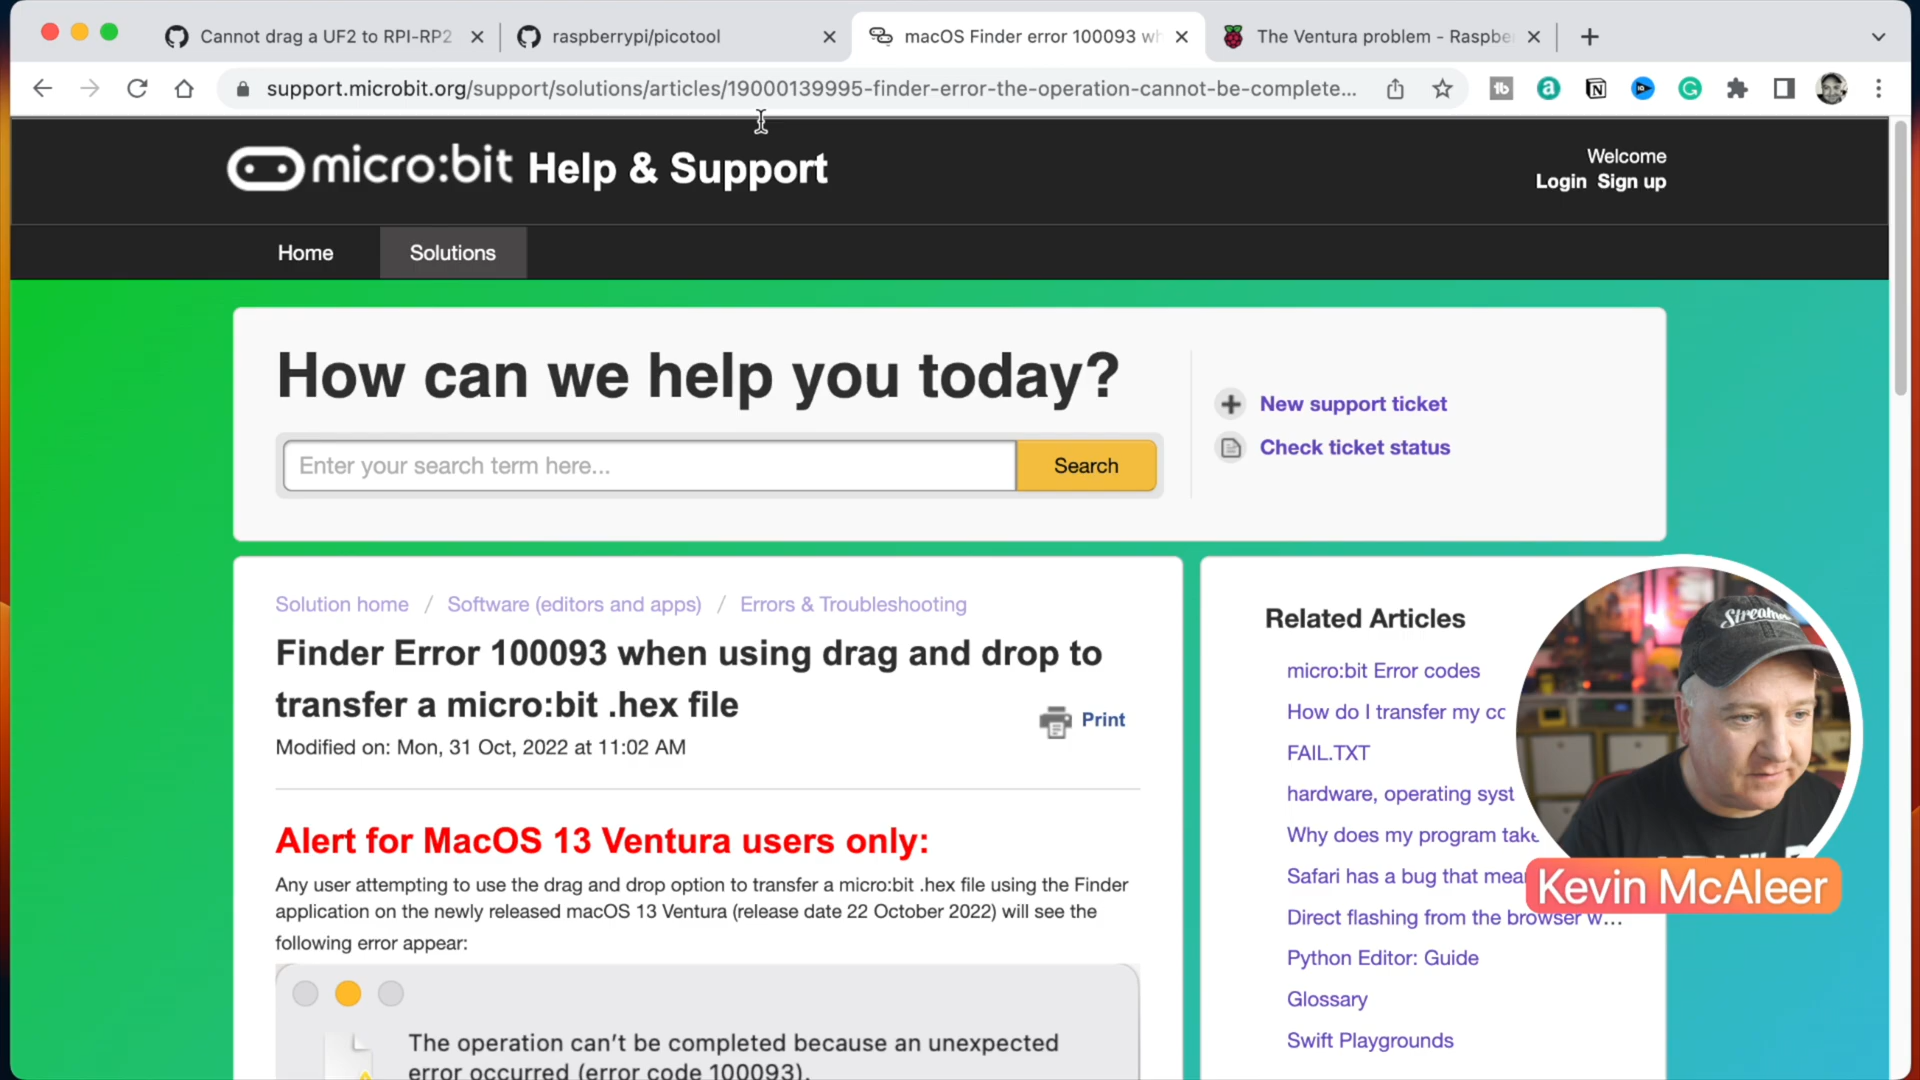 Cannot drag a UF2 to RPI-RP2
raspberrypi/picotool
macOS Finder error 100093 wh
The Ventura problem - Raspbe
support.microbit.org/support/solutions/articles/19000139995-finder-error-the-operation-cannot-be-complete...
micro:bit Help & Support
Welcome
Login Sign up
Home
Solutions
How can we help you today?
Enter your search term here...
Search
New support ticket
Check ticket status
Solution home / Software (editors and apps) / Errors & Troubleshooting
Finder Error 100093 when using drag and drop to
transfer a micro:bit .hex file
Print
Modified on: Mon, 31 Oct, 2022 at 11:02 AM
Alert for MacOS 13 Ventura users only:
Any user attempting to use the drag and drop option to transfer a micro:bit .hex file using the Finder
application on the newly released macOS 13 Ventura (release date 22 October 2022) will see the
following error appear:
The operation can't be completed because an unexpected
error occurred (error code 100093).
Related Articles
micro:bit Error codes
How do I transfer my co
FAIL.TXT
hardware, operating syst
Why does my program take
Safari has a bug that mear
Direct flashing from the browser w...
Python Editor: Guide
Glossary
Swift Playgrounds
Kevin McAleer